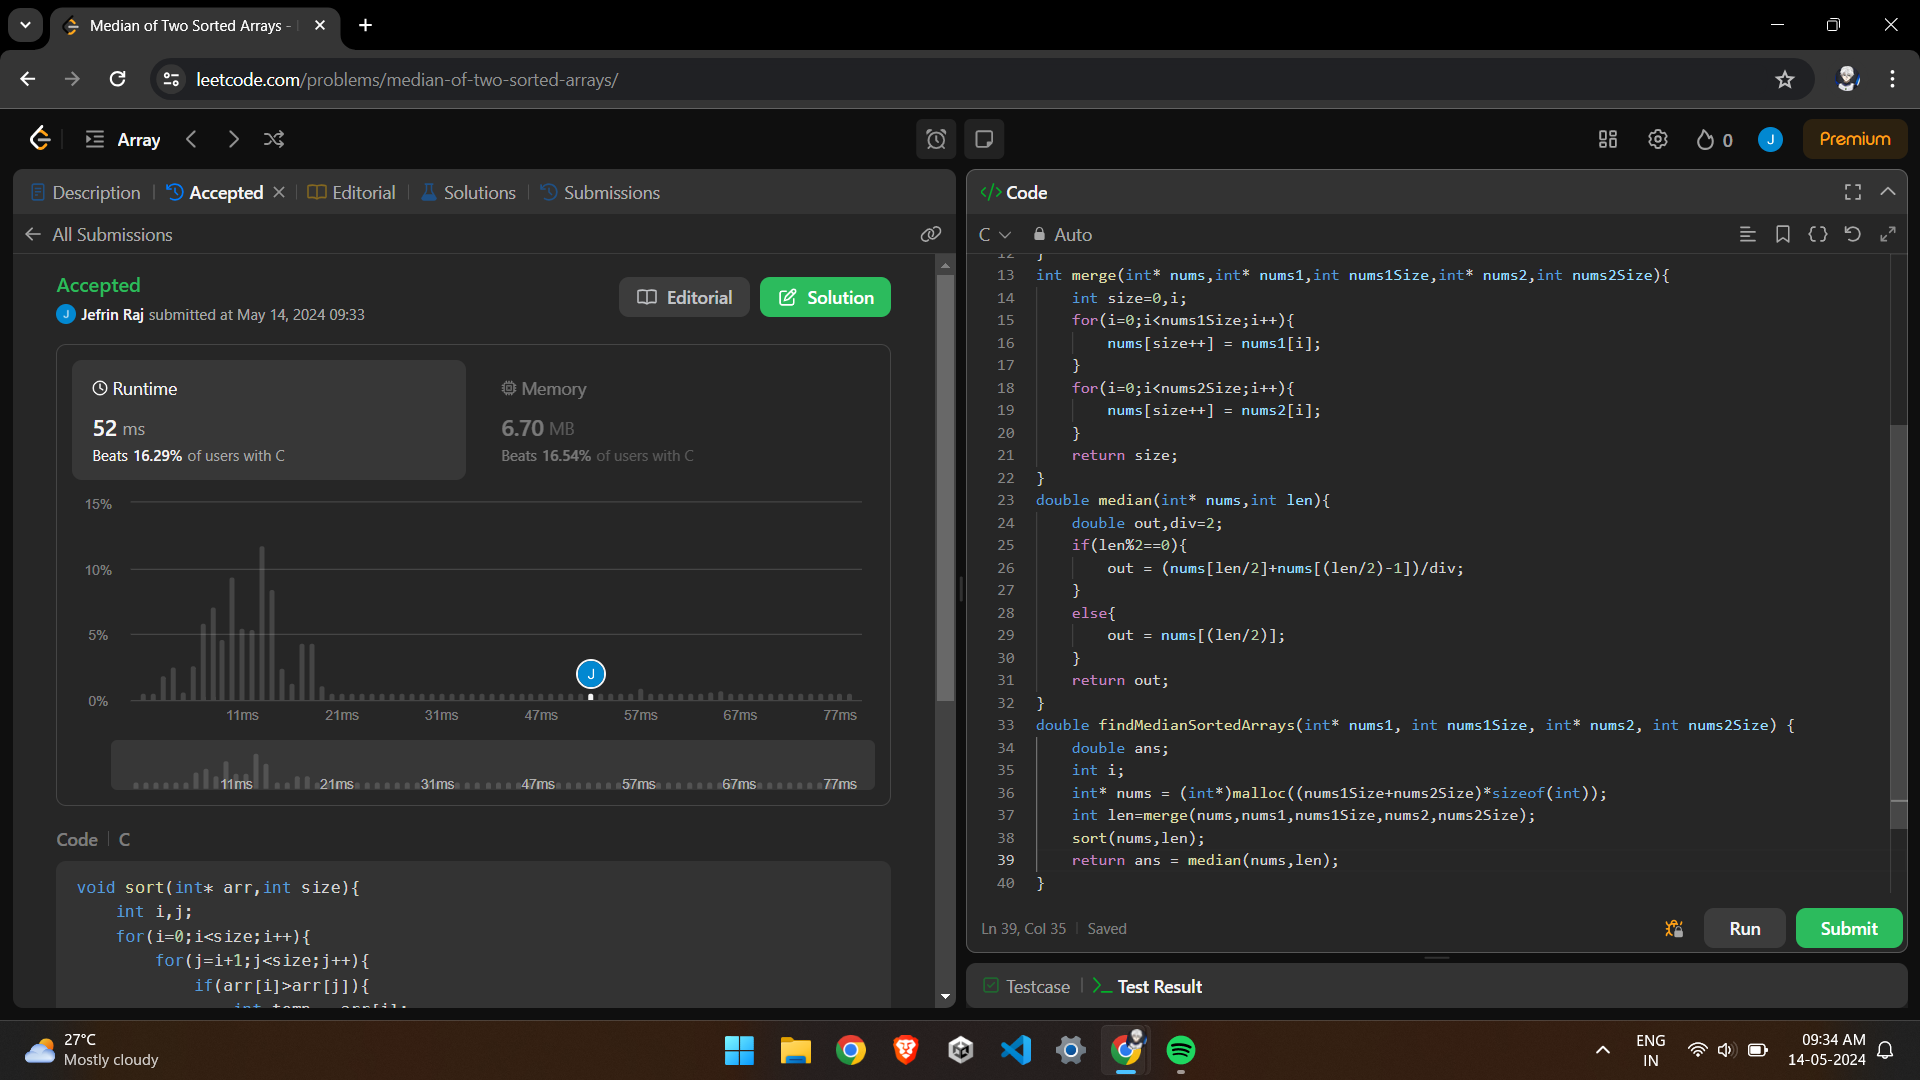 Median of Two Sorted Arrays -
leetcode.com/problems/median-of-two-sorted-arrays/
Array
0
J
Premium
Description
Accepted
Editorial
Solutions
Submissions
All Submissions
Accepted
J Jefrin Raj submitted at May 14, 2024 09:33
Editorial
Solution
Runtime
52 ms
Beats 16.29% of users with C
Memory
6.70 MB
Beats 16.54% of users with C
15%
10%
5%
0%
J
11ms 21ms 31ms 47ms 57ms 67ms 77ms
11ms 21ms 31ms 47ms 57ms 67ms 77ms
Code | C
void sort(int* arr,int size){
int i,j;
for(i=0;i<size;i++){
for(j=i+1;j<size;j++){
if(arr[i]>arr[j]){
int temp = arr[i];
</> Code
C
Auto
12 }
13 int merge(int* nums,int* nums1,int nums1Size,int* nums2,int nums2Size){
14 int size=0,i;
15 for(i=0;i<nums1Size;i++){
16 nums[size++] = nums1[i];
17 }
18 for(i=0;i<nums2Size;i++){
19 nums[size++] = nums2[i];
20 }
21 return size;
22 }
23 double median(int* nums,int len){
24 double out,div=2;
25 if(len%2==0){
26 out = (nums[len/2]+nums[(len/2)-1])/div;
27 }
28 else{
29 out = nums[(len/2)];
30 }
31 return out;
32 }
33 double findMedianSortedArrays(int* nums1, int nums1Size, int* nums2, int nums2Size) {
34 double ans;
35 int i;
36 int* nums = (int*)malloc((nums1Size+nums2Size)*sizeof(int));
37 int len=merge(nums,nums1,nums1Size,nums2,nums2Size);
38 sort(nums,len);
39 return ans = median(nums,len);
40 }
Ln 39, Col 35 | Saved
Run
Submit
Testcase
Test Result
27°C
Mostly cloudy
ENG
IN
09:34 AM
14-05-2024